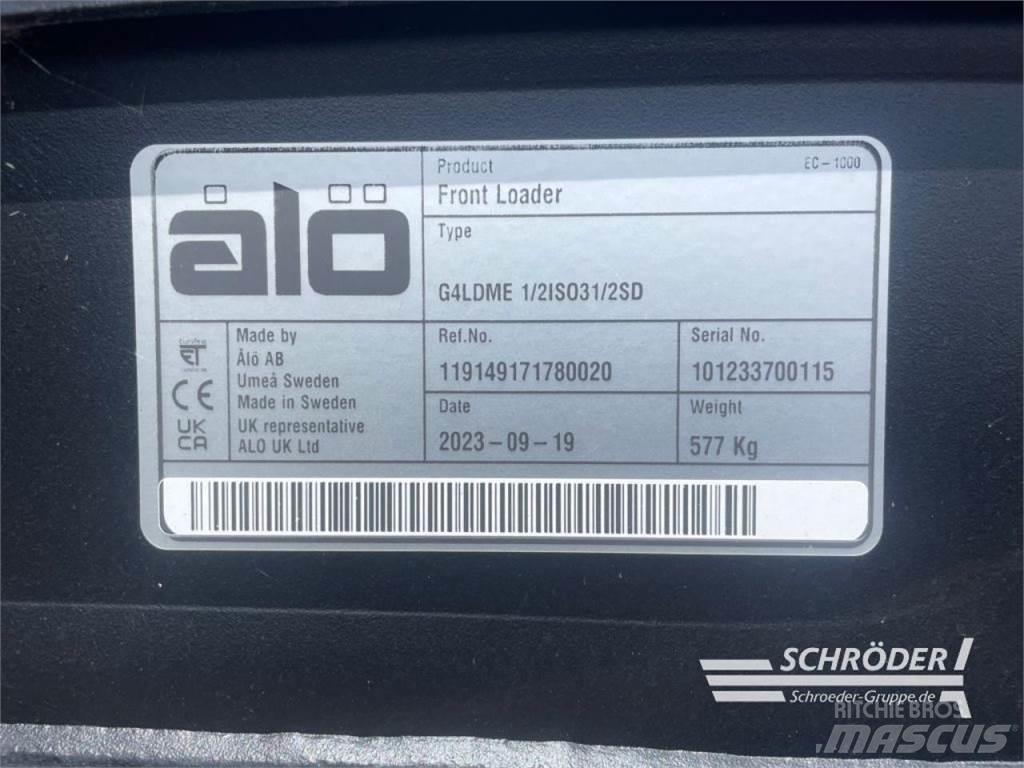 älö
Product
EC-1000
Front Loader
Type
G4LDME 1/2ISO31/2SD
ET
CE
UK
CA
Made by
Ålö AB
Umeå Sweden
Made in Sweden
UK representative
ALO UK Ltd
Ref.No.
119149171780020
Serial No.
101233700115
Date
2023-09-19
Weight
577 Kg
SCHRÖDER
Schroeder-Gruppe.de
RITCHIE BROS
MASCUS